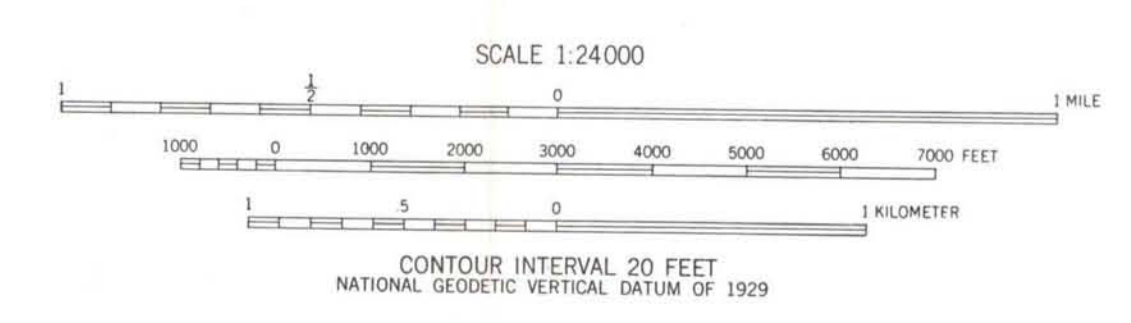 SCALE 1:24000
1 1/2 0 1 MILE
1000 0 1000 2000 3000 4000 5000 6000 7000 FEET
1 .5 0 1 KILOMETER
CONTOUR INTERVAL 20 FEET
NATIONAL GEODETIC VERTICAL DATUM OF 1929